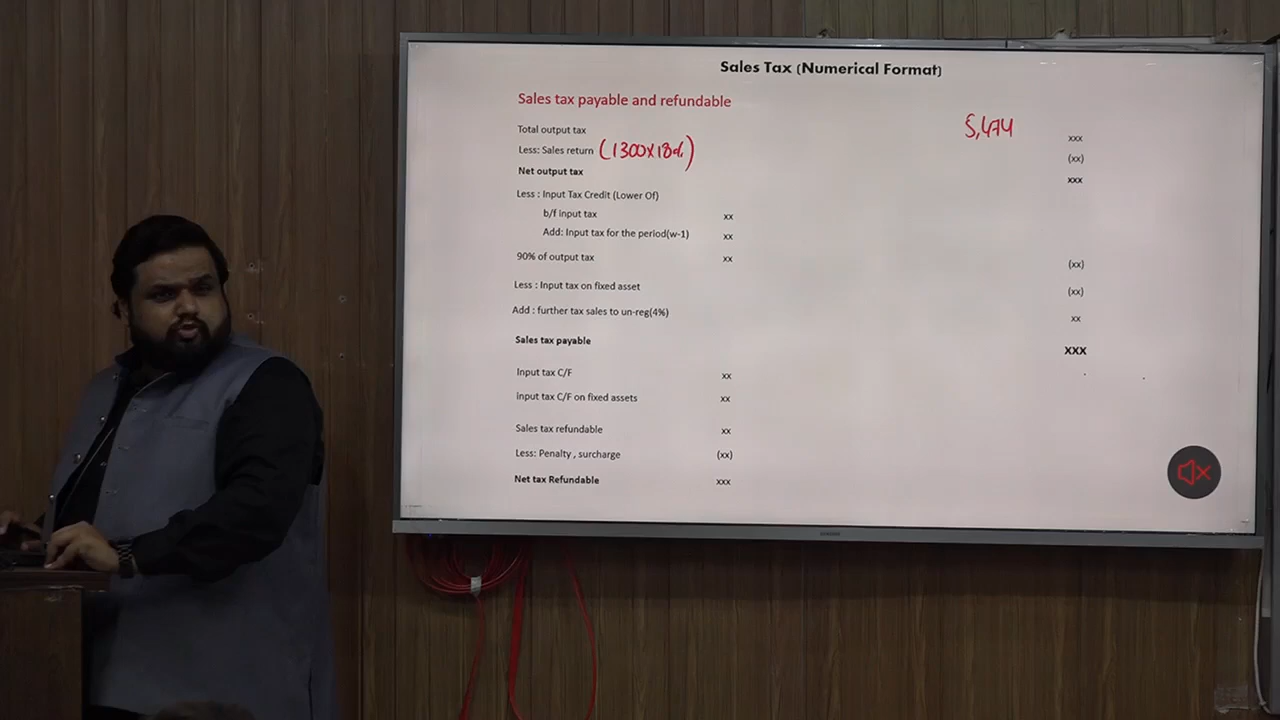 Sales Tax (Numerical Format)
Sales tax payable and refundable
Total output tax 5,474 xxx
Less: Sales return (1300x18%) (xx)
Net output tax xxx
Less : Input Tax Credit (Lower Of)
b/f input tax xx
Add: Input tax for the period(w-1) xx
90% of output tax xx (xx)
Less : Input tax on fixed asset (xx)
Add : further tax sales to un-reg(4%) xx
Sales tax payable XXX
Input tax C/F xx
input tax C/F on fixed assets xx
Sales tax refundable xx
Less: Penalty , surcharge (xx)
Net tax Refundable xxx